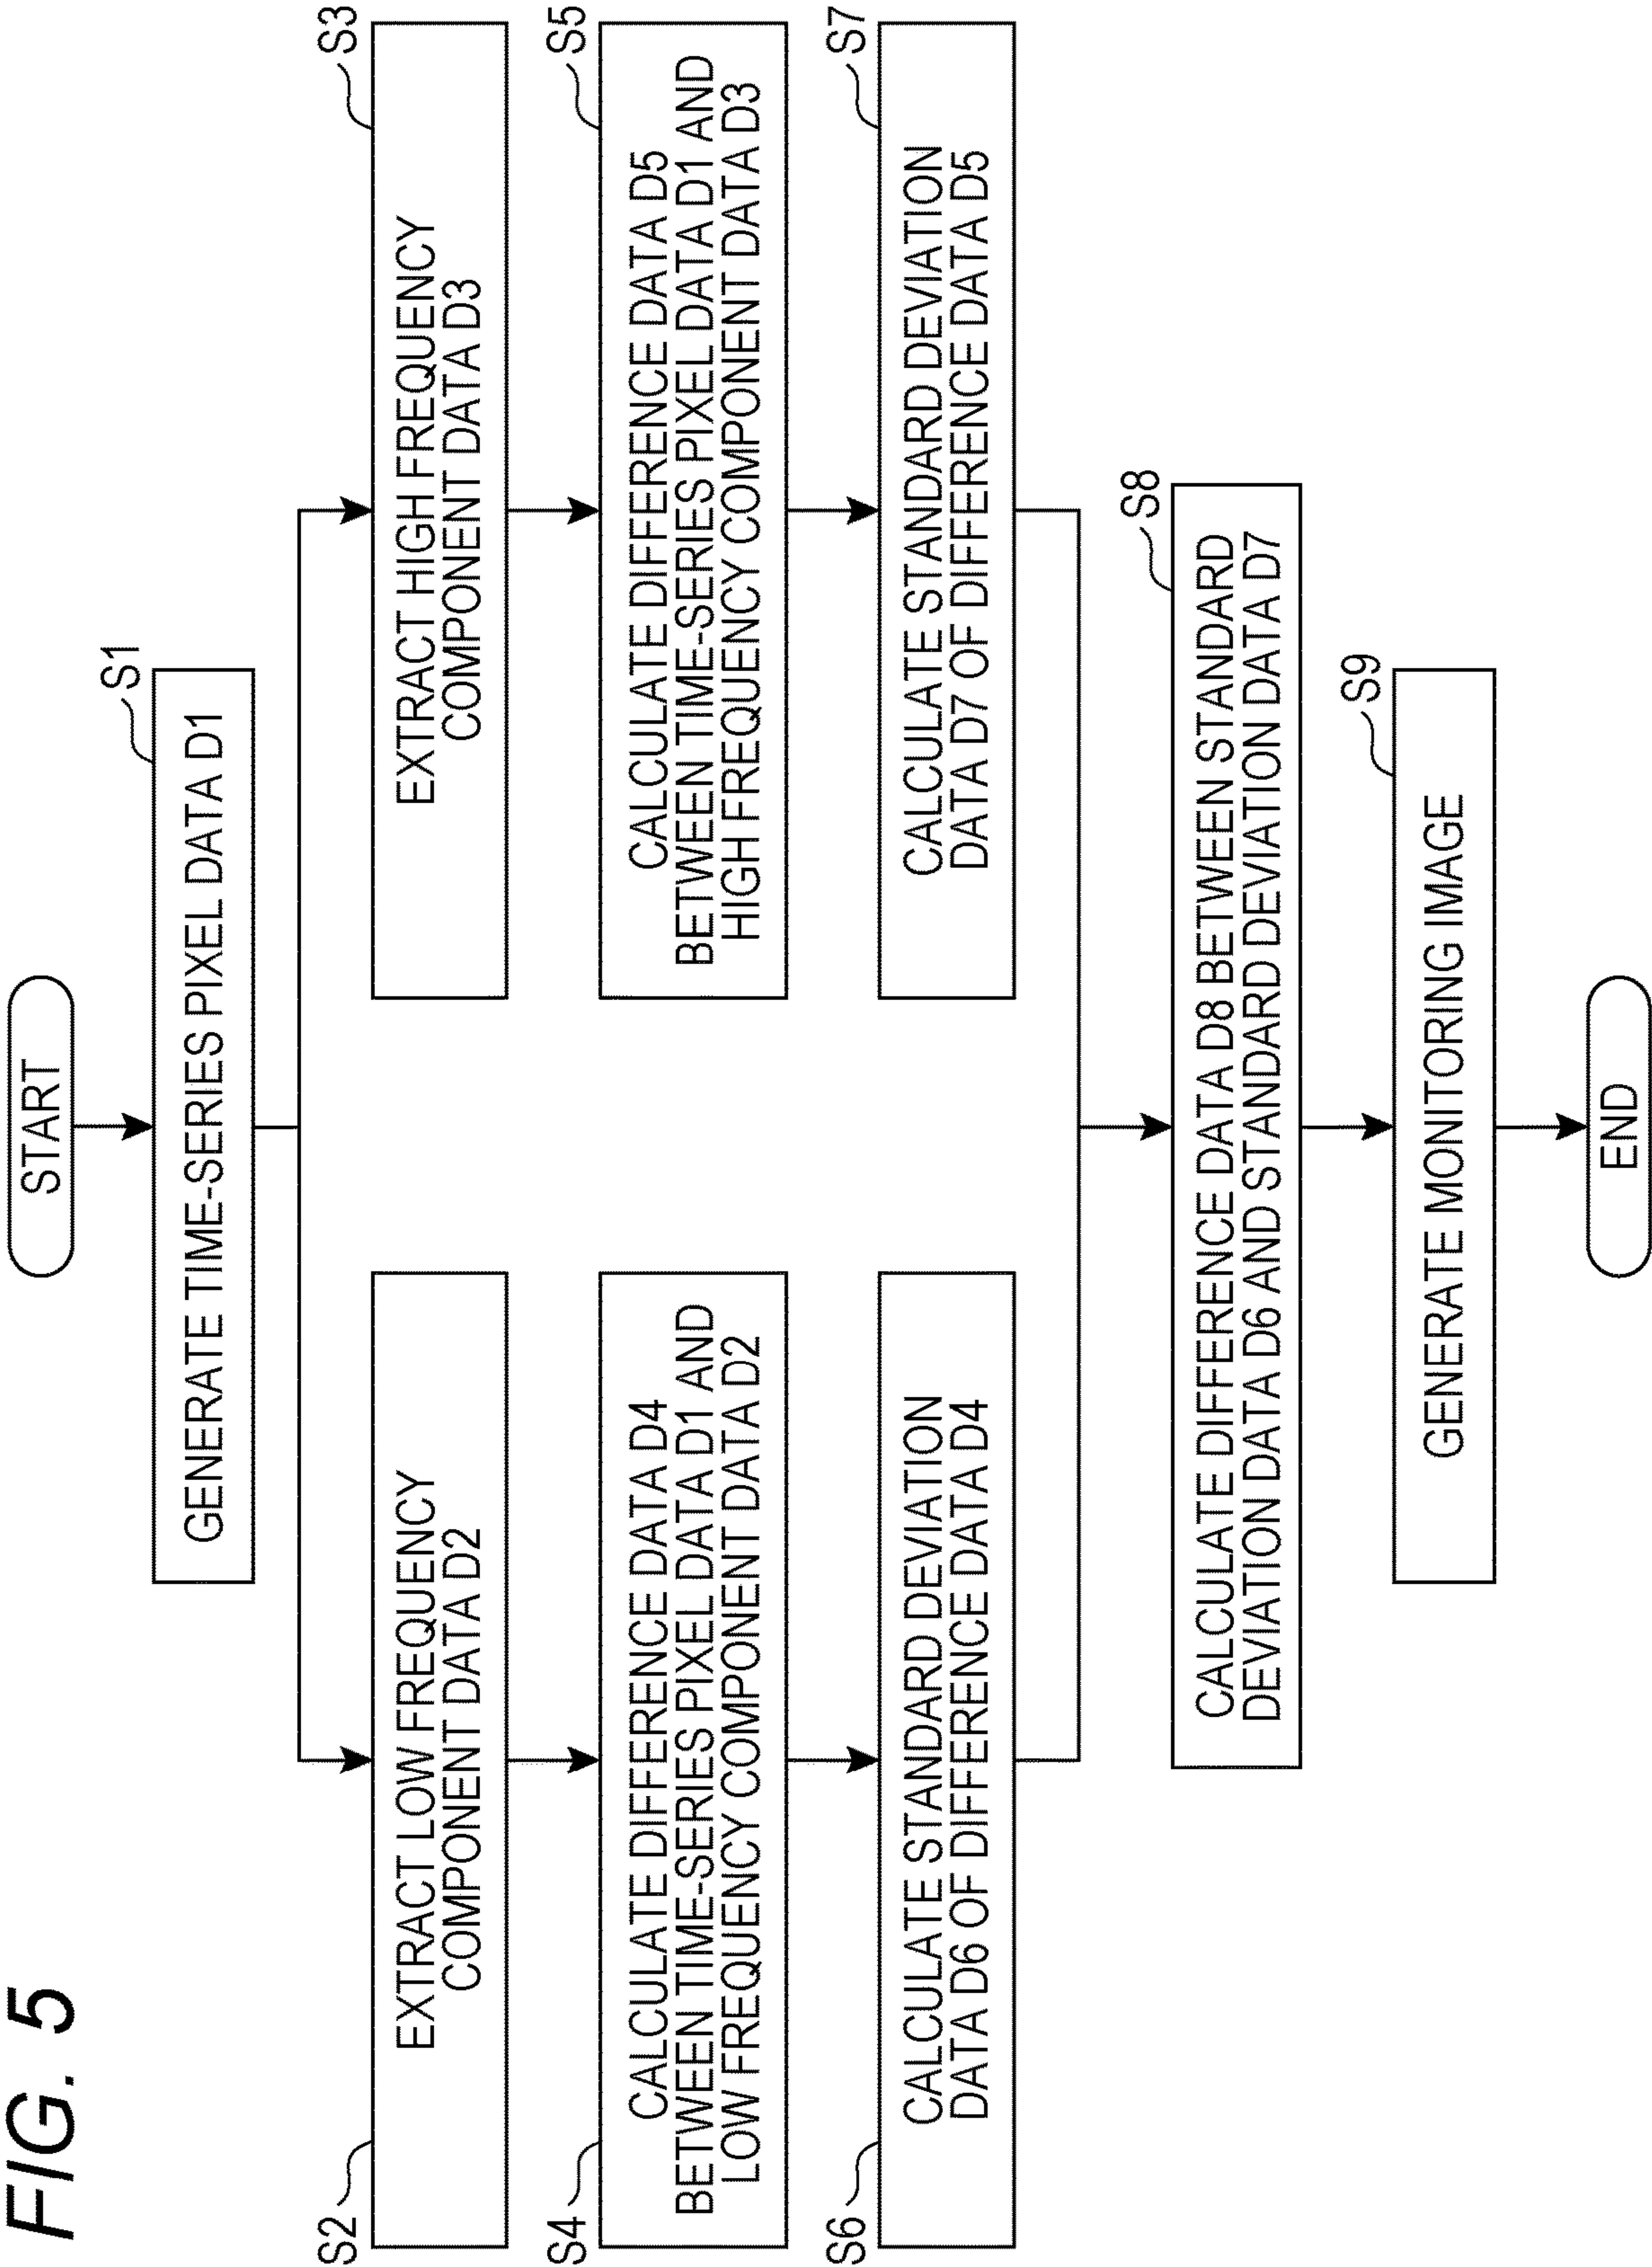 FIG. 5
START
S1
GENERATE TIME-SERIES PIXEL DATA D1
S2
EXTRACT LOW FREQUENCY
COMPONENT DATA D2
S3
EXTRACT HIGH FREQUENCY
COMPONENT DATA D3
S4
CALCULATE DIFFERENCE DATA D4
BETWEEN TIME-SERIES PIXEL DATA D1 AND
LOW FREQUENCY COMPONENT DATA D2
S5
CALCULATE DIFFERENCE DATA D5
BETWEEN TIME-SERIES PIXEL DATA D1 AND
HIGH FREQUENCY COMPONENT DATA D3
S6
CALCULATE STANDARD DEVIATION
DATA D6 OF DIFFERENCE DATA D4
S7
CALCULATE STANDARD DEVIATION
DATA D7 OF DIFFERENCE DATA D5
S8
CALCULATE DIFFERENCE DATA D8 BETWEEN STANDARD
DEVIATION DATA D6 AND STANDARD DEVIATION DATA D7
S9
GENERATE MONITORING IMAGE
END